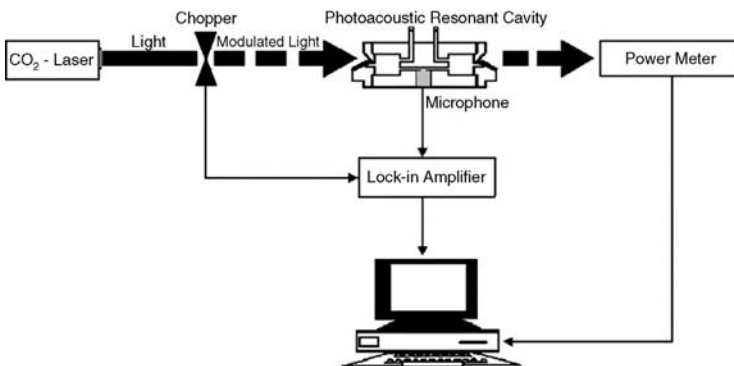 Chopper
Photoacoustic Resonant Cavity
CO₂ - Laser
Light
Modulated Light
Power Meter
Microphone
Lock-in Amplifier